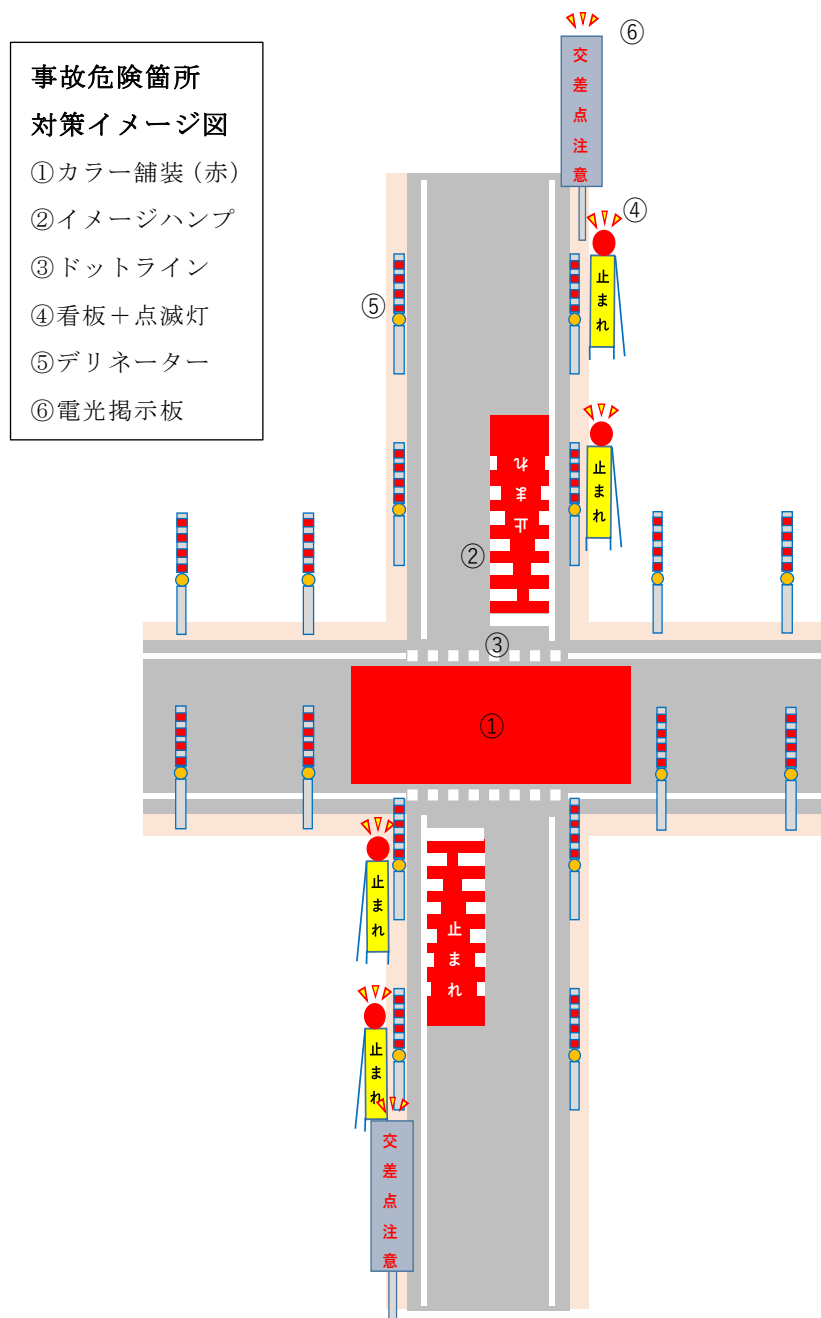 事故危険箇所
対策イメージ図
①カラー舗装（赤）
②イメージハンプ
③ドットライン
④看板＋点滅灯
⑤デリネーター
⑥電光掲示板
⑥
交差点注意
④
止まれ
⑤
止まれ
止まれ
②
③
①
止まれ
止まれ
止まれ
交差点注意